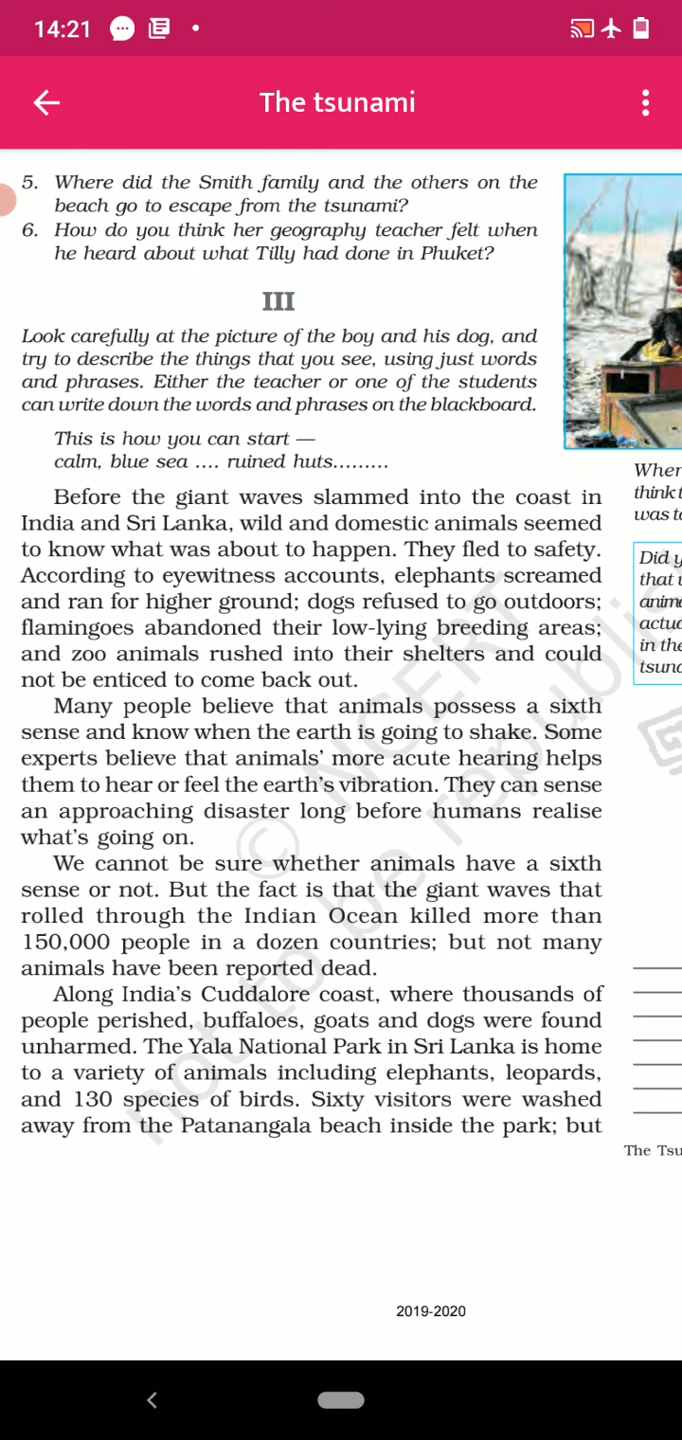 14:21
The tsunami
5. Where did the Smith family and the others on the
beach go to escape from the tsunami?
6. How do you think her geography teacher felt when
he heard about what Tilly had done in Phuket?
III
Look carefully at the picture of the boy and his dog, and
try to describe the things that you see, using just words
and phrases. Either the teacher or one of the students
can write down the words and phrases on the blackboard.
This is how you can start —
calm, blue sea .... ruined huts.........
Before the giant waves slammed into the coast in
India and Sri Lanka, wild and domestic animals seemed
to know what was about to happen. They fled to safety.
According to eyewitness accounts, elephants screamed
and ran for higher ground; dogs refused to go outdoors;
flamingoes abandoned their low-lying breeding areas;
and zoo animals rushed into their shelters and could
not be enticed to come back out.
Many people believe that animals possess a sixth
sense and know when the earth is going to shake. Some
experts believe that animals’ more acute hearing helps
them to hear or feel the earth’s vibration. They can sense
an approaching disaster long before humans realise
what’s going on.
We cannot be sure whether animals have a sixth
sense or not. But the fact is that the giant waves that
rolled through the Indian Ocean killed more than
150,000 people in a dozen countries; but not many
animals have been reported dead.
Along India’s Cuddalore coast, where thousands of
people perished, buffaloes, goats and dogs were found
unharmed. The Yala National Park in Sri Lanka is home
to a variety of animals including elephants, leopards,
and 130 species of birds. Sixty visitors were washed
away from the Patanangala beach inside the park; but
think
was
Did
that
in
The
© NCERT
not to be republis
2019-2020